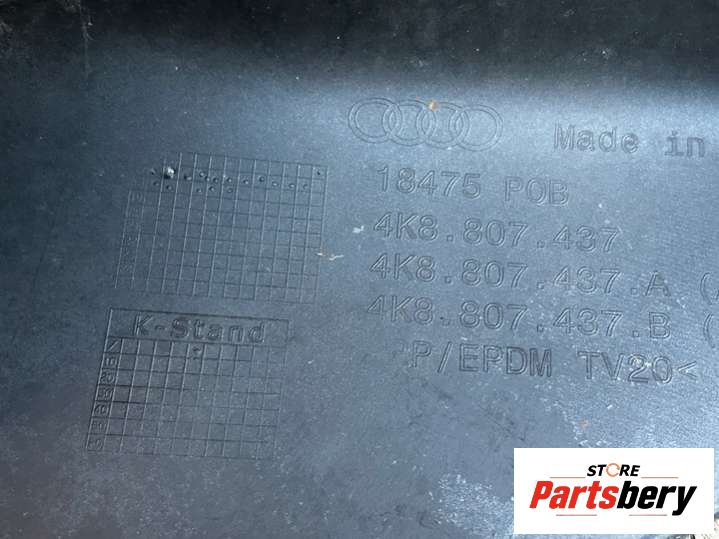 Made in
18475 POB
4K8.807.437
4K8.807.437.A (
4K8.807.437.B (
P/EPDM TV20<
K-Stand
STORE
Partsbery